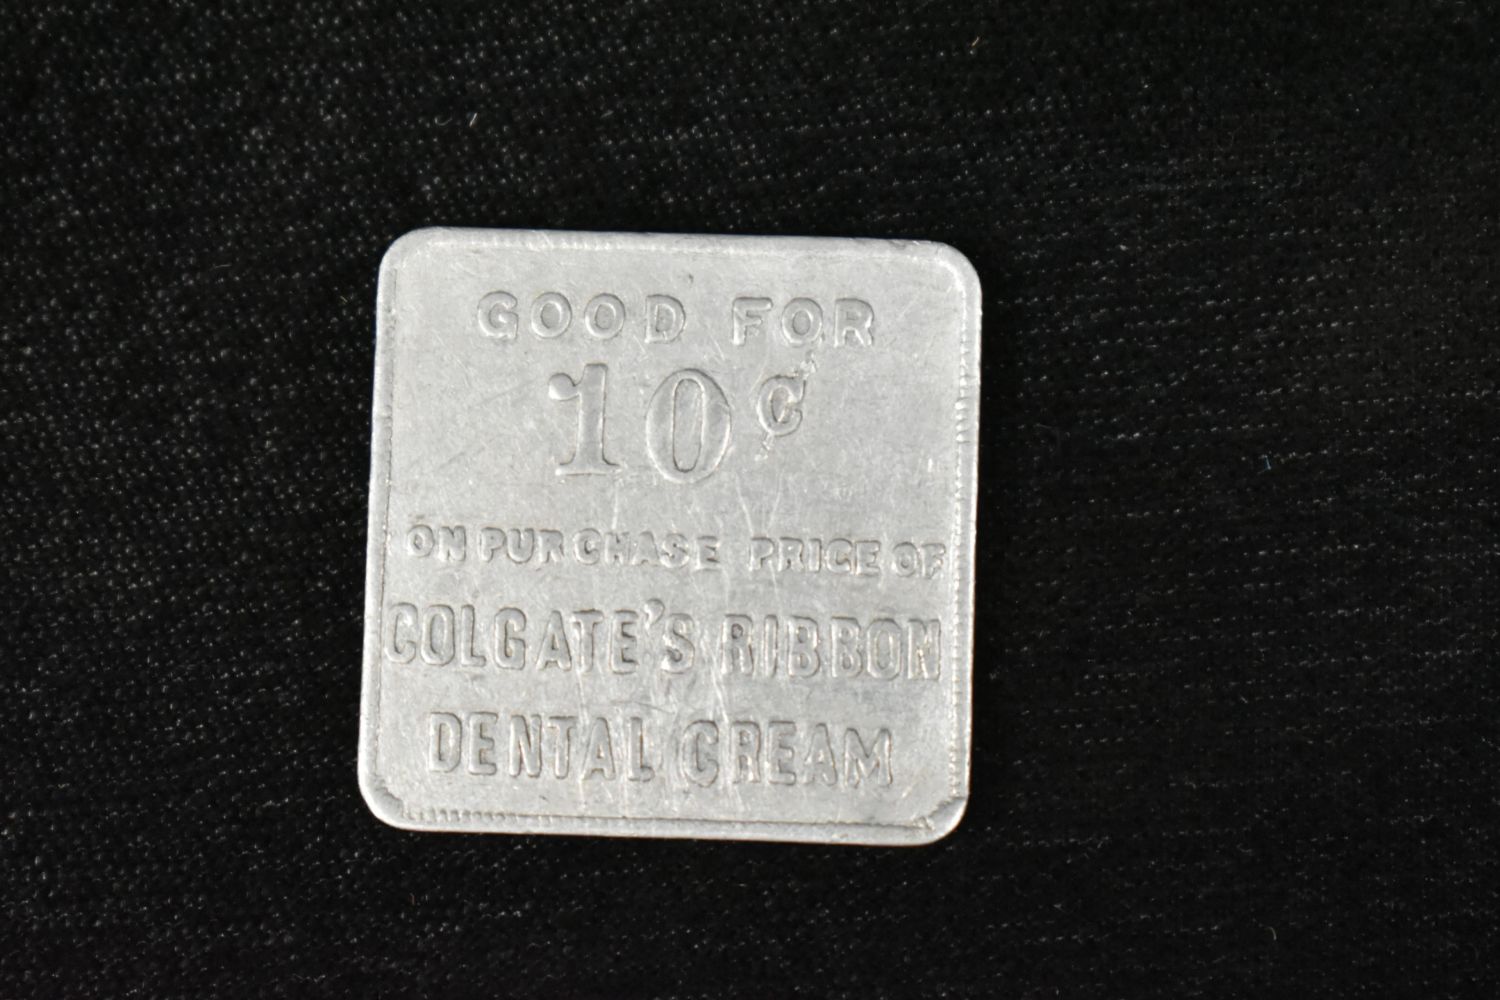 GOOD FOR
10¢
ON PURCHASE PRICE OF
COLGATE'S RIBBON
DENTAL CREAM